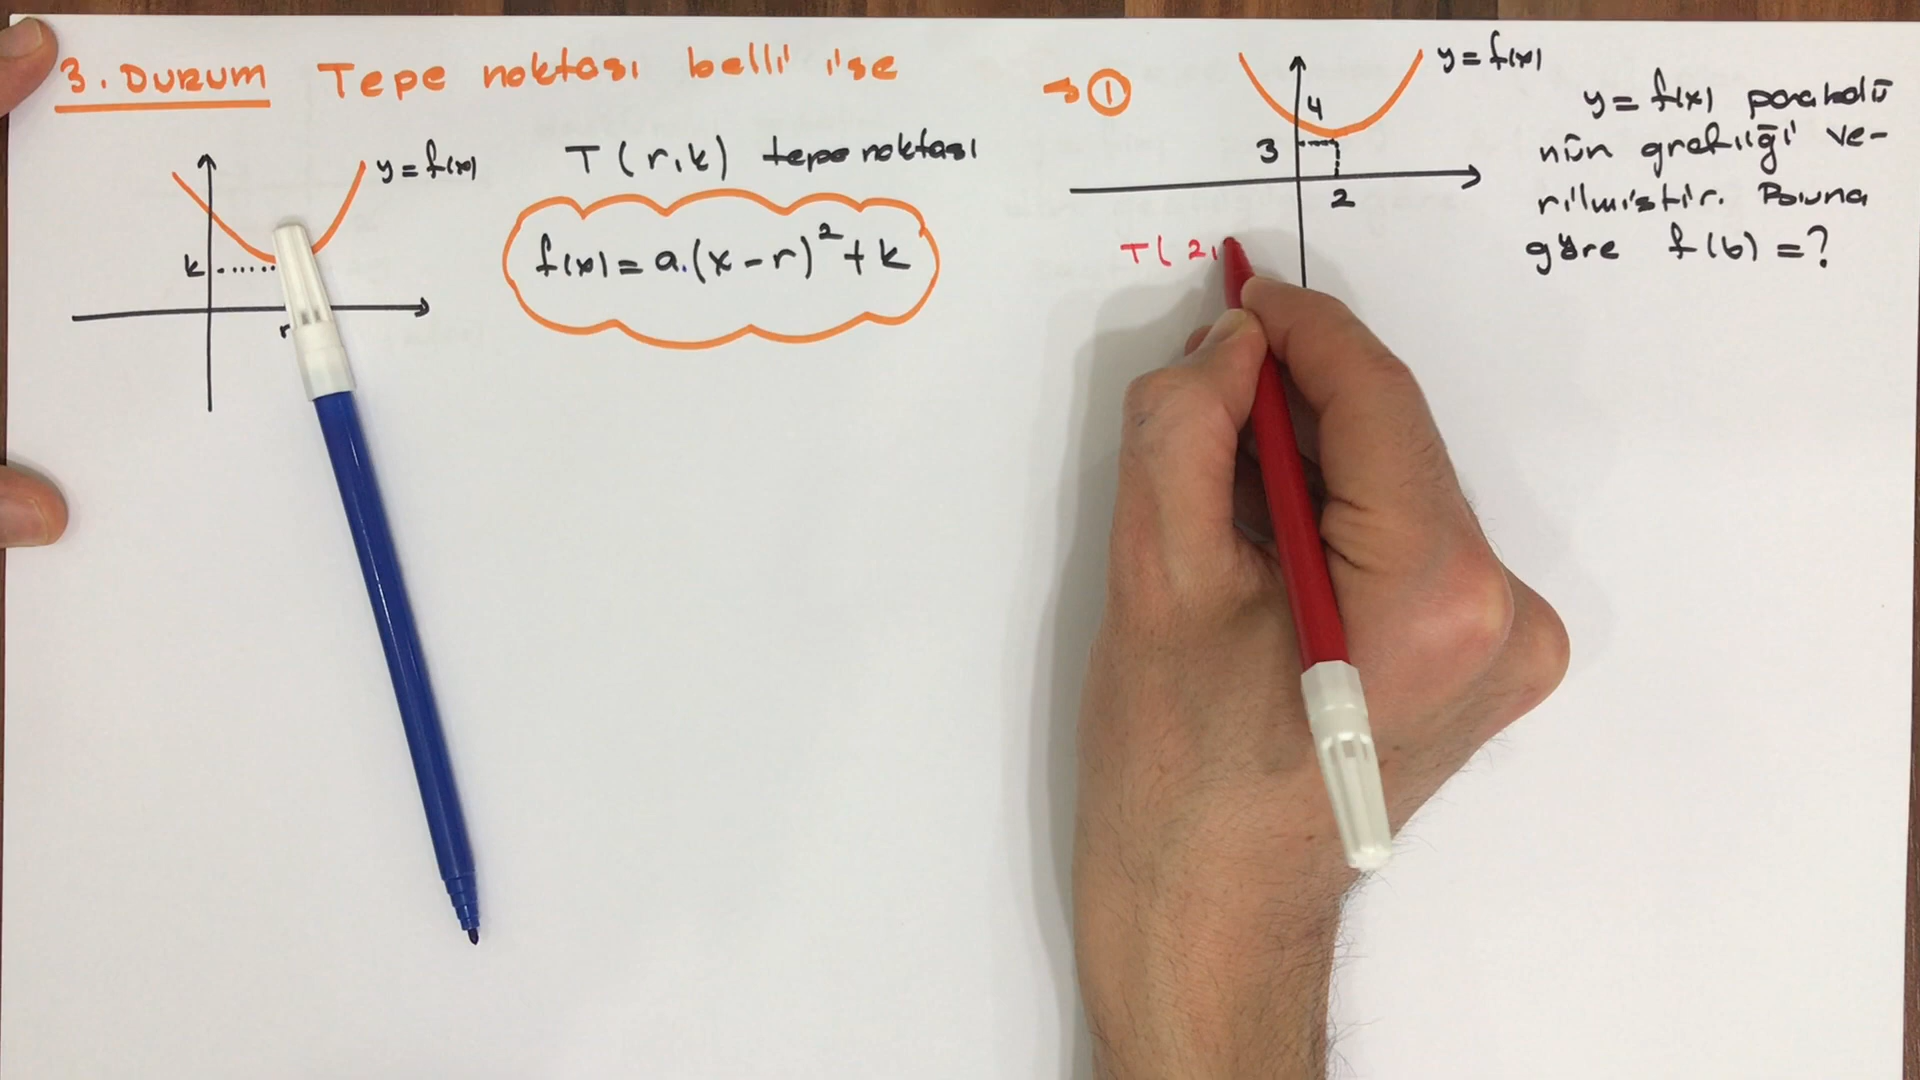 3. DURUM Tepe noktası belli ise
y = f(x)
T(r,k) tepe noktası
f(x) = a.(x-r)² + k
k
r
→ ①
y = f(x)
4
3
2
T( 2,
y = f(x) parabolü
nün grafiği ve-
rilmiştir. Buna
göre f(6) = ?